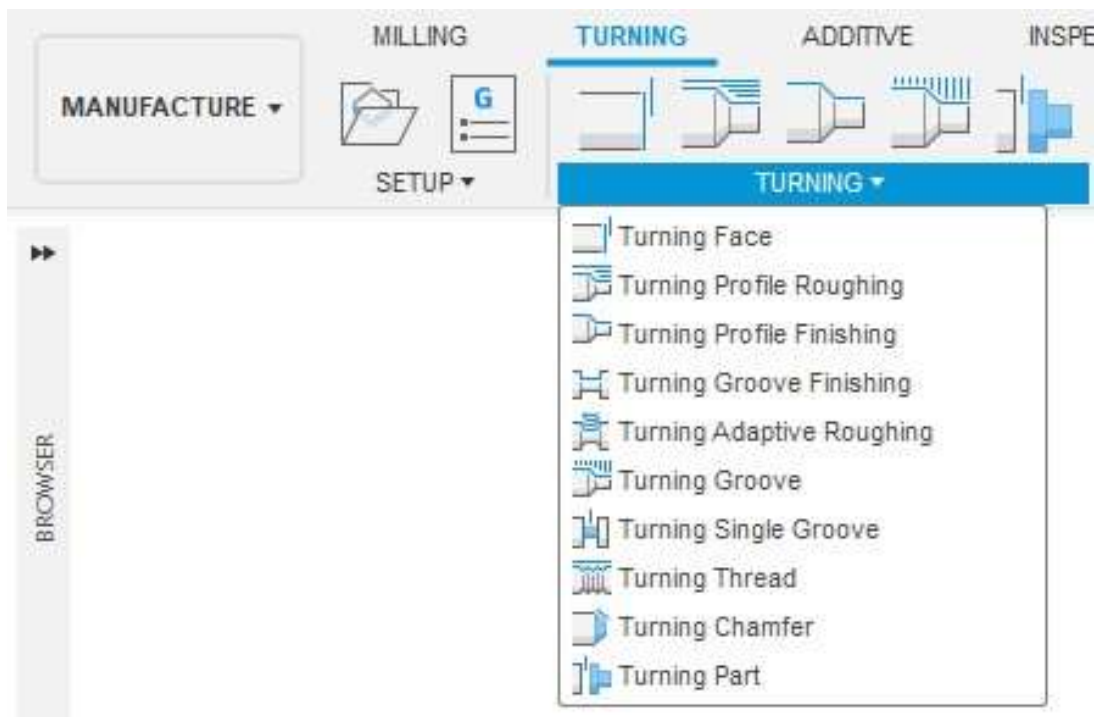 MILLING TURNING ADDITIVE INSPE
MANUFACTURE
G
SETUP TURNING
Turning Face
Turning Profile Roughing
Turning Profile Finishing
Turning Groove Finishing
Turning Adaptive Roughing
Turning Groove
Turning Single Groove
Turning Thread
Turning Chamfer
Turning Part
BROWSER